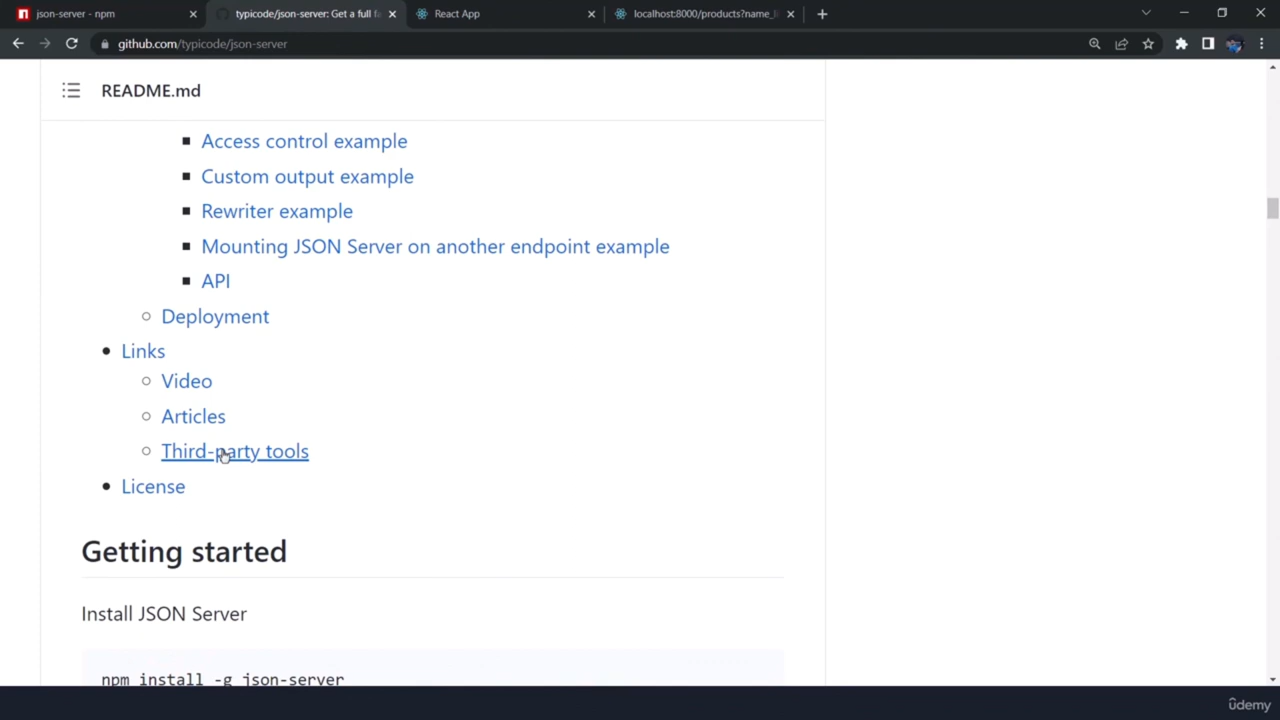 json-server - npm
typicode/json-server: Get a full fa
React App
localhost:8000/products?name_l
github.com/typicode/json-server
README.md
Access control example
Custom output example
Rewriter example
Mounting JSON Server on another endpoint example
API
Deployment
Links
Video
Articles
Third-party tools
License
Getting started
Install JSON Server
npm install -g json-server
ûdemy